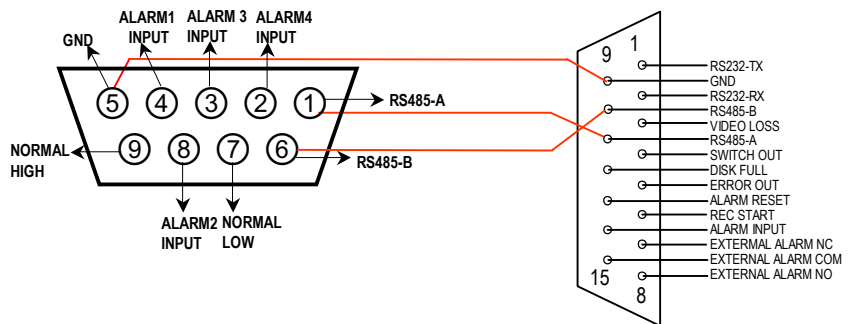 ALARM1 INPUT
ALARM 3 INPUT
ALARM4 INPUT
GND
5
4
3
2
1
RS485-A
9
8
7
6
RS485-B
NORMAL HIGH
ALARM2 INPUT
NORMAL LOW
9
1
RS232-TX
GND
RS232-RX
RS485-B
VIDEO LOSS
RS485-A
SWITCH OUT
DISK FULL
ERROR OUT
ALARM RESET
REC START
ALARM INPUT
EXTERMAL ALARM NC
EXTERNAL ALARM COM
EXTERNAL ALARM NO
15
8